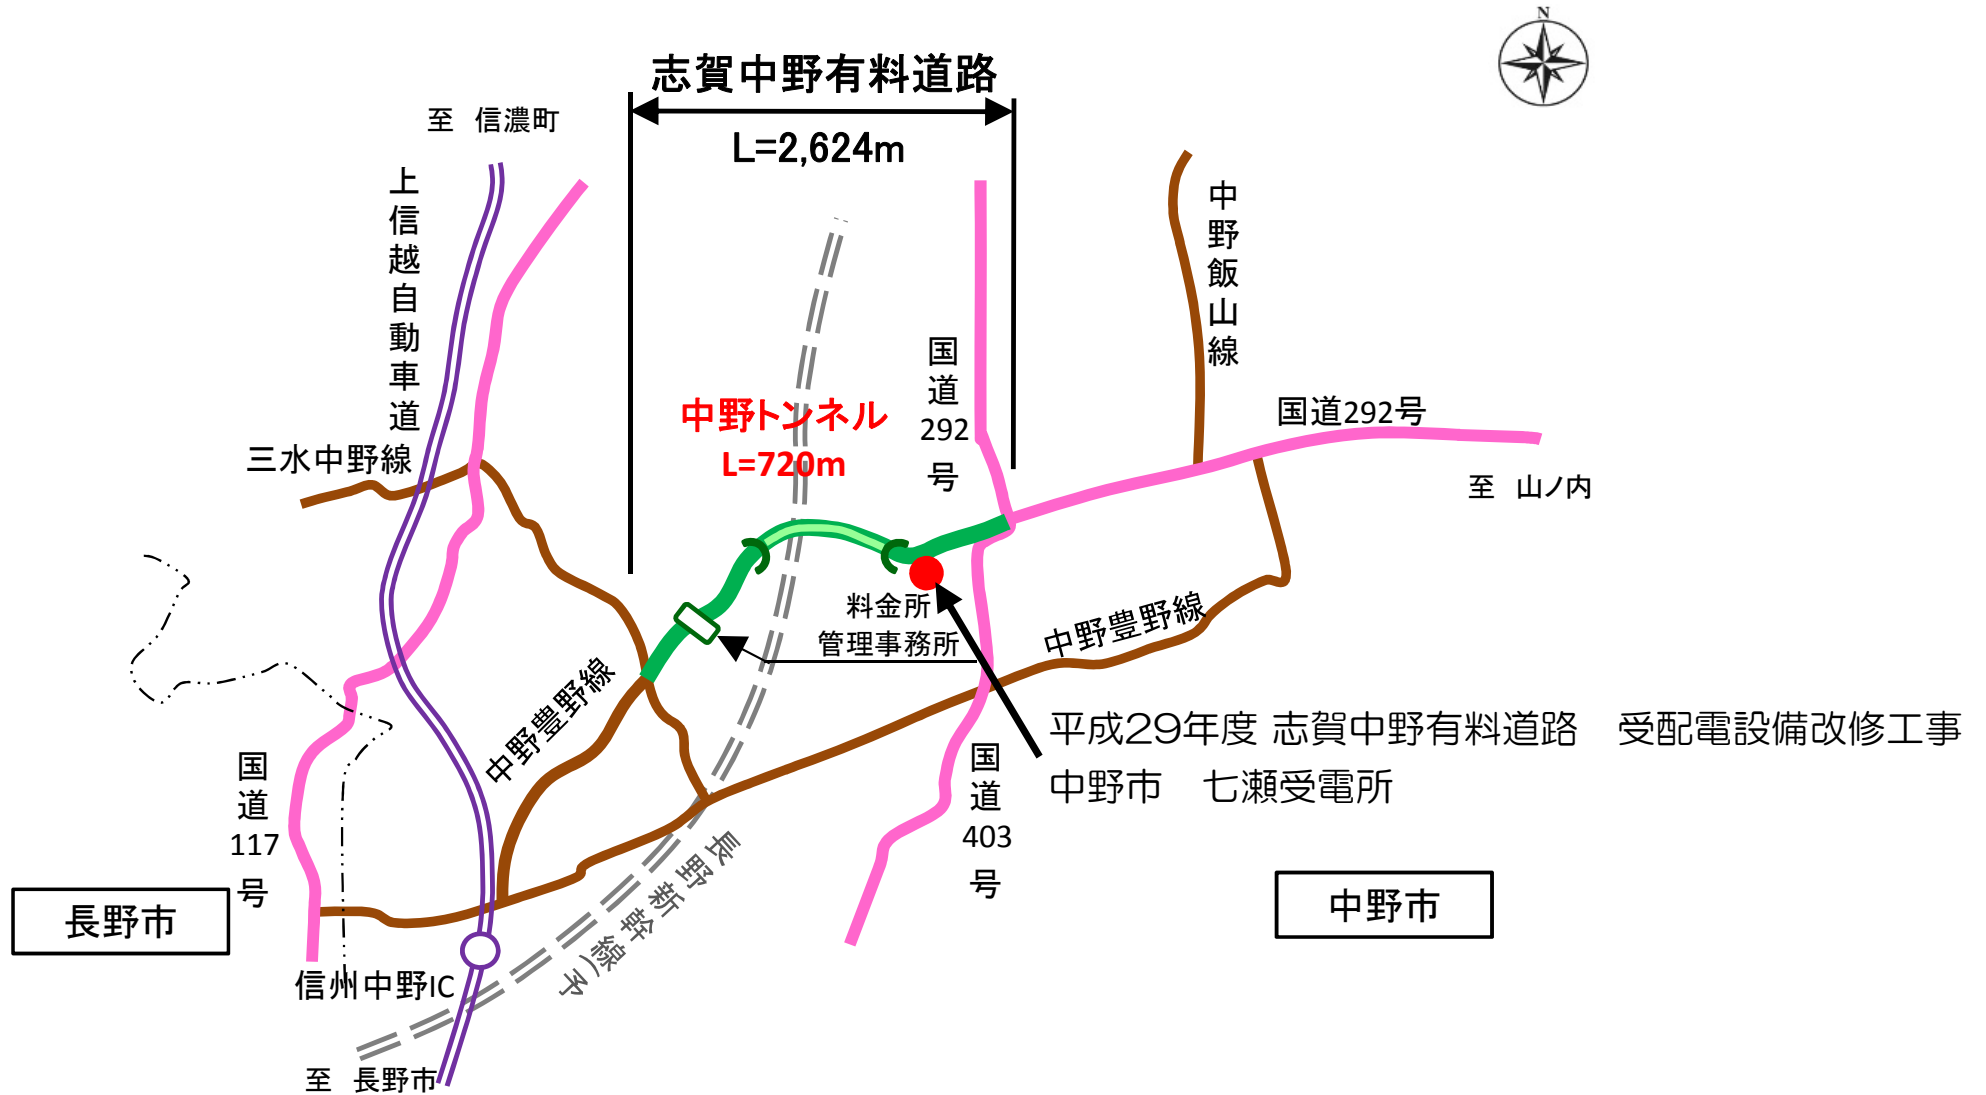 N
志賀中野有料道路
L=2,624m
至 信濃町
上信越自動車道
中野飯山線
国道292号
中野トンネル
L=720m
国道292号
三水中野線
至 山ノ内
料金所
管理事務所
中野豊野線
中野豊野線
平成29年度 志賀中野有料道路 受配電設備改修工事
中野市 七瀬受電所
国道117号
国道403号
長野新幹線(予
長野市
中野市
信州中野IC
至 長野市